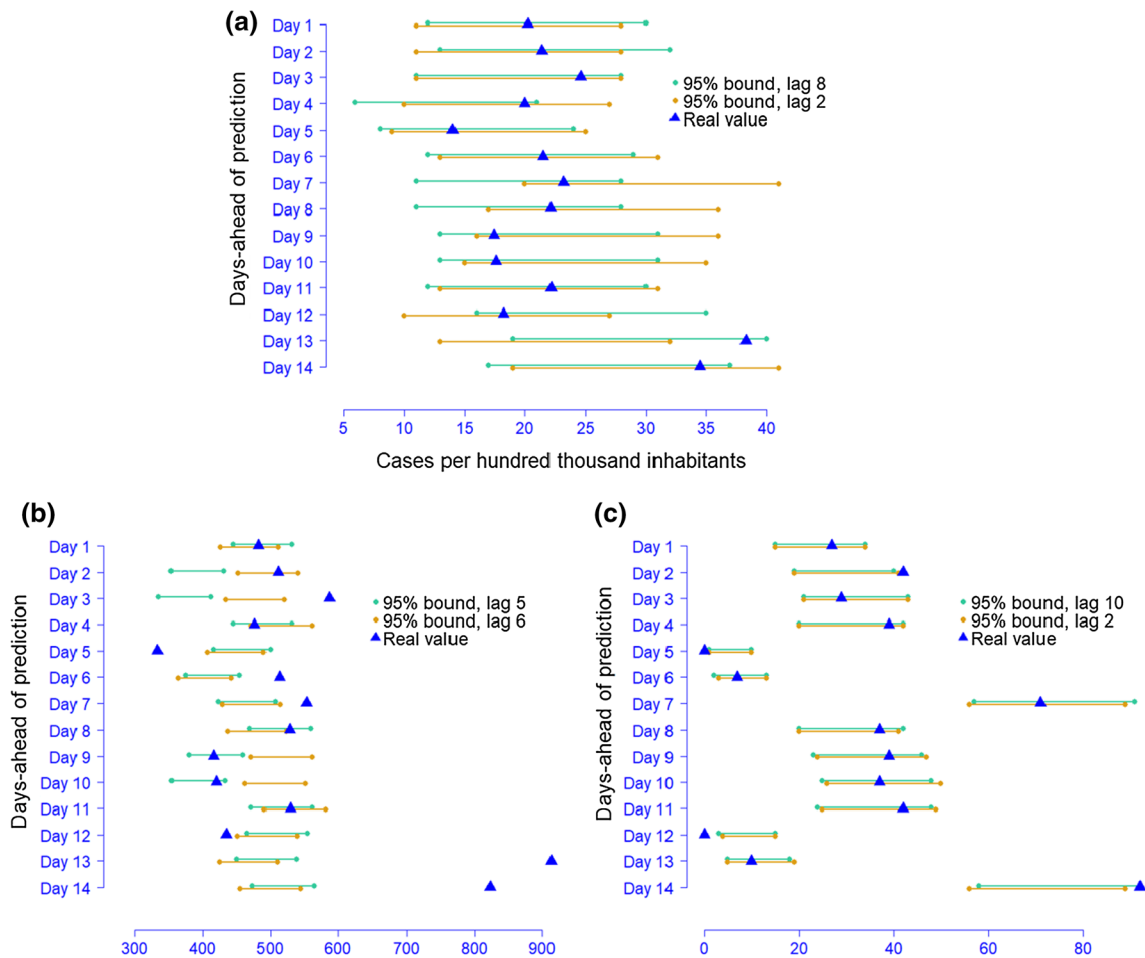 (a)
Days-ahead of prediction
Day 1
Day 2
Day 3
Day 4
Day 5
Day 6
Day 7
Day 8
Day 9
Day 10
Day 11
Day 12
Day 13
Day 14
95% bound, lag 8
95% bound, lag 2
Real value
5 10 15 20 25 30 35 40
Cases per hundred thousand inhabitants
(b)
Days-ahead of prediction
Day 1
Day 2
Day 3
Day 4
Day 5
Day 6
Day 7
Day 8
Day 9
Day 10
Day 11
Day 12
Day 13
Day 14
95% bound, lag 5
95% bound, lag 6
Real value
300 400 500 600 700 800 900
(c)
Days-ahead of prediction
Day 1
Day 2
Day 3
Day 4
Day 5
Day 6
Day 7
Day 8
Day 9
Day 10
Day 11
Day 12
Day 13
Day 14
95% bound, lag 10
95% bound, lag 2
Real value
0 20 40 60 80